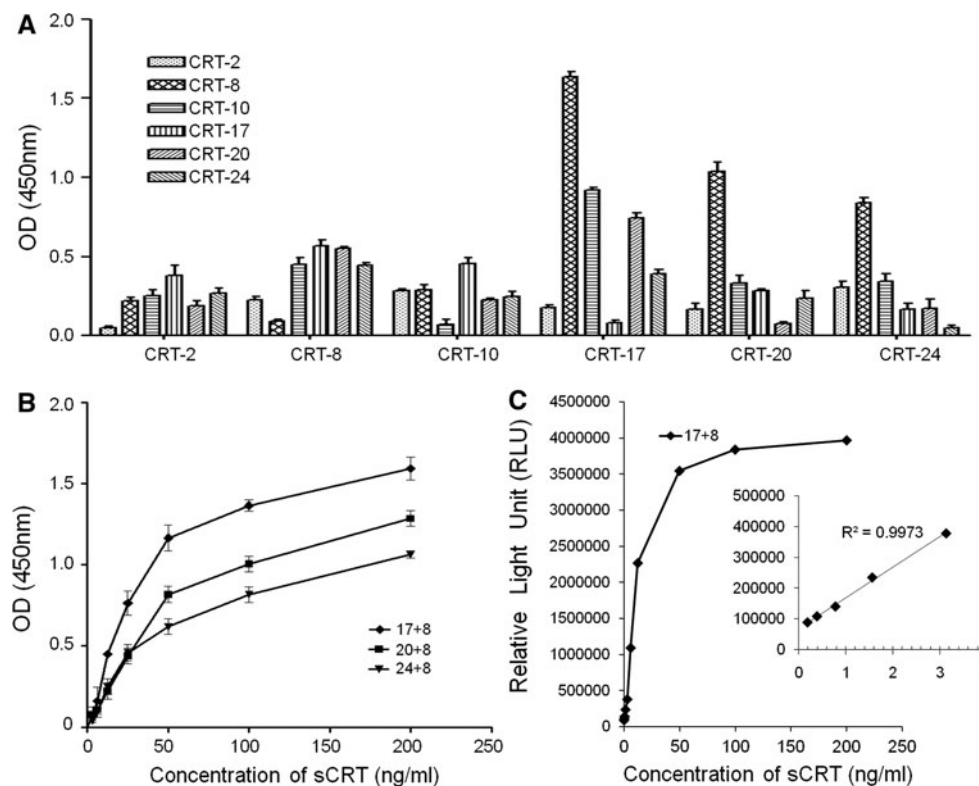 A
OD (450nm)
2.0
1.5
1.0
0.5
0.0
CRT-2
CRT-8
CRT-10
CRT-17
CRT-20
CRT-24
CRT-2 CRT-8 CRT-10 CRT-17 CRT-20 CRT-24
B
OD (450nm)
2.0
1.5
1.0
0.5
0
17+8
20+8
24+8
0 50 100 150 200 250
Concentration of sCRT (ng/ml)
C
Relative Light Unit (RLU)
4500000
4000000
3500000
3000000
2500000
2000000
1500000
1000000
500000
0
17+8
500000
400000
300000
200000
100000
0
R² = 0.9973
0 1 2 3
0 50 100 150 200 250
Concentration of sCRT (ng/ml)